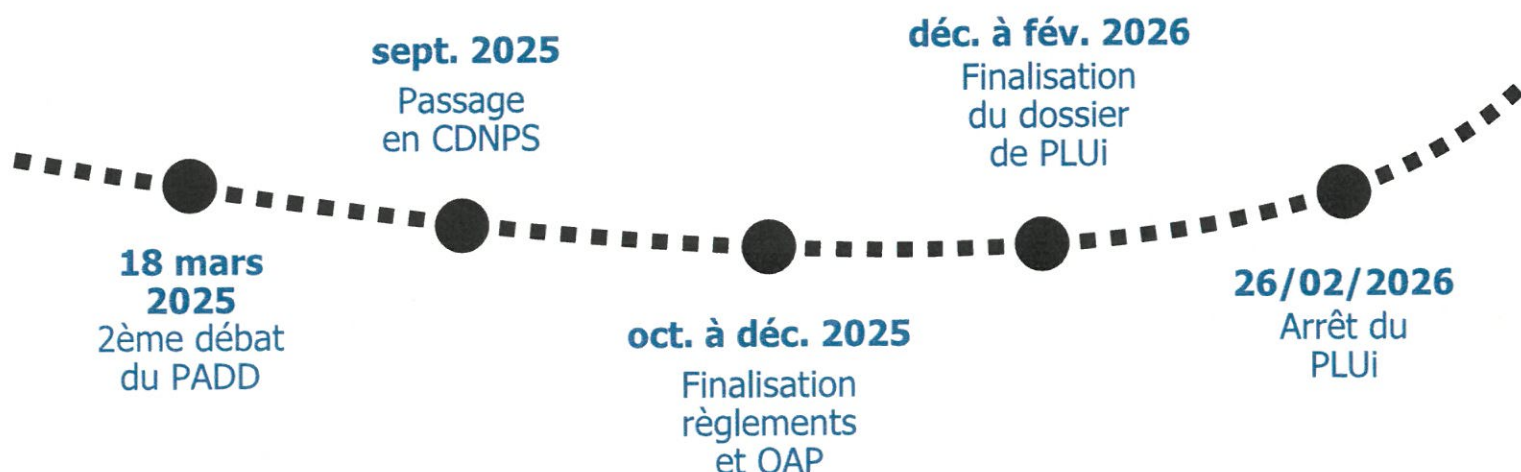 18 mars
2025
2ème débat
du PADD
sept. 2025
Passage
en CDNPS
oct. à déc. 2025
Finalisation
règlements
et OAP
déc. à fév. 2026
Finalisation
du dossier
de PLUi
26/02/2026
Arrêt du
PLUi